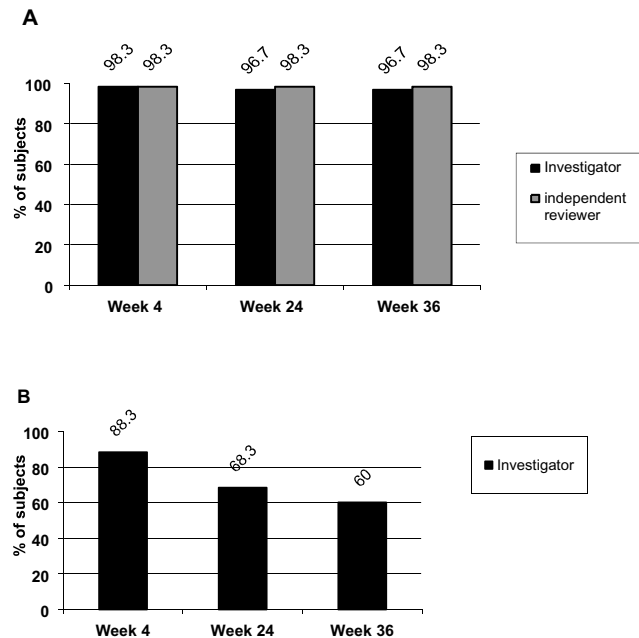 A
98.3 98.3 96.7 98.3 96.7 98.3
100
80
60
40
20
0
% of subjects
Week 4 Week 24 Week 36
Investigator
independent
reviewer
B
88.3 68.3 60
100
80
60
40
20
0
% of subjects
Week 4 Week 24 Week 36
Investigator